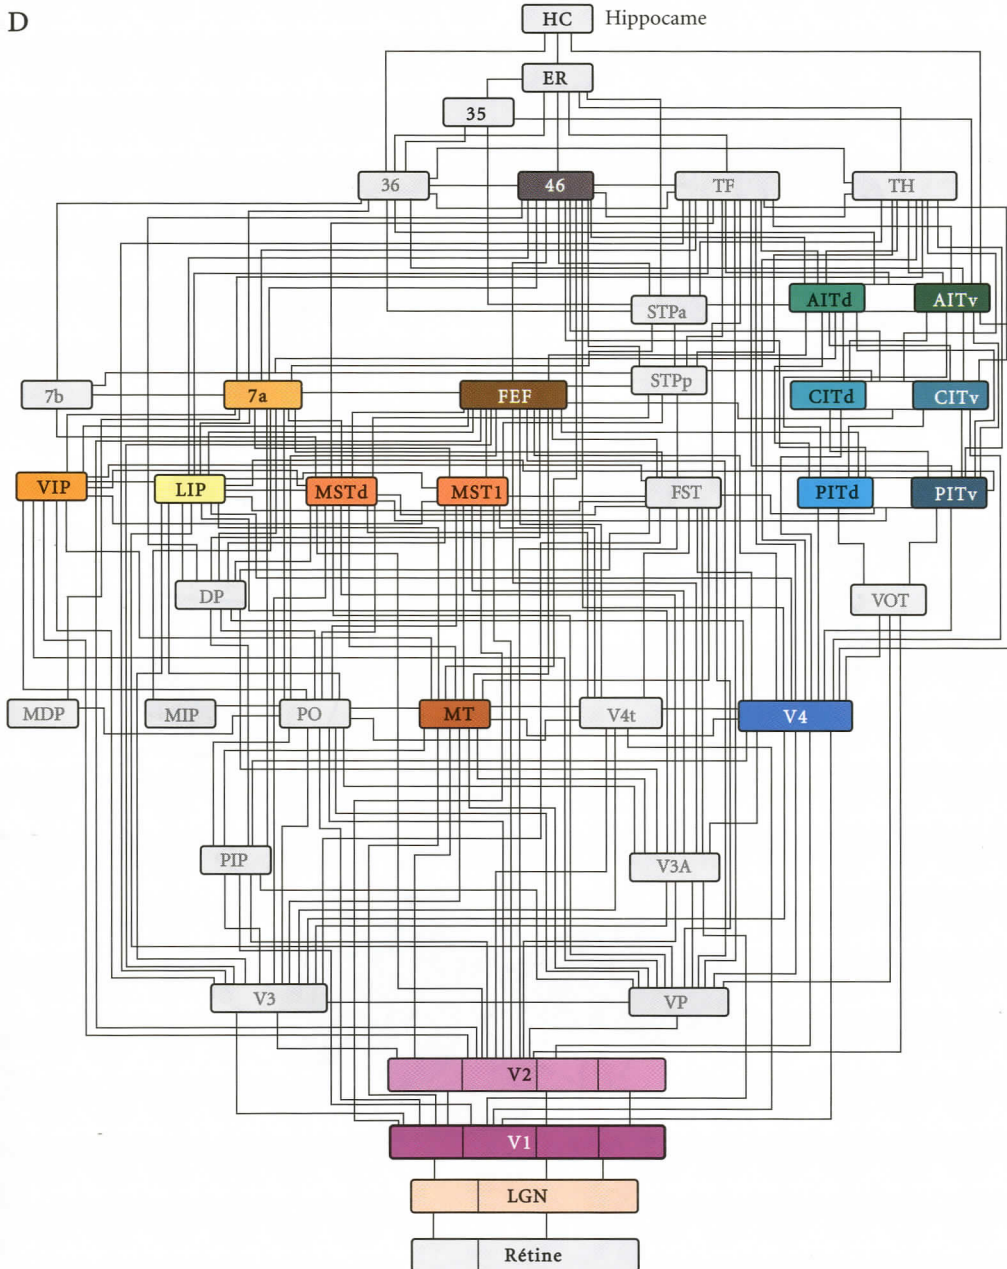 D
HC Hippocame
ER
35
36 46 TF TH
AITd AITv
STPa
STPp
7b 7a FEF CITd CITv
VIP LIP MSTd MST1 FST PITd PITv
DP VOT
MDP MIP PO MT V4t V4
PIP V3A
V3 VP
V2
V1
LGN
Rétine